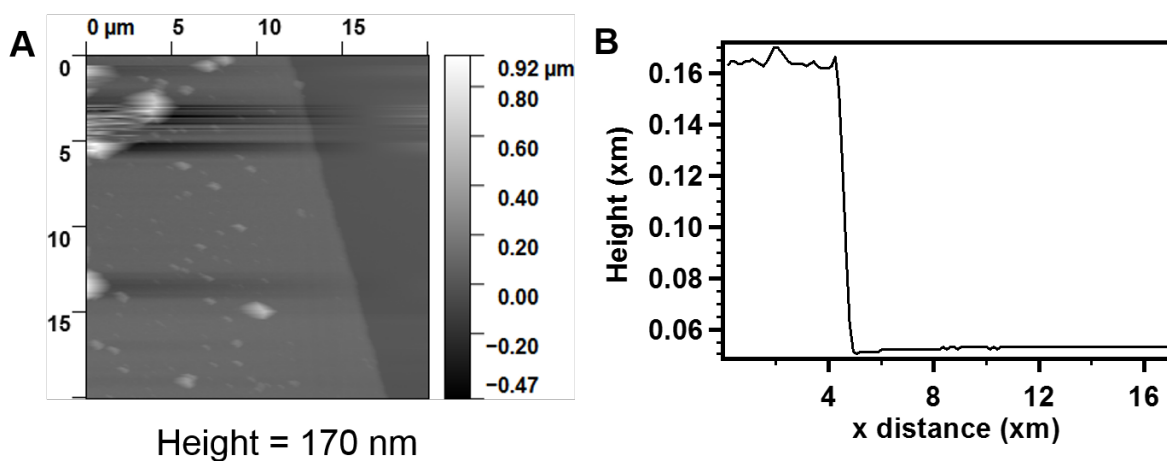 A
0 µm 5 10 15
0
5
10
15
0.92 µm
0.80
0.60
0.40
0.20
0.00
−0.20
−0.47
Height = 170 nm
B
Height (xm)
0.16
0.14
0.12
0.10
0.08
0.06
4 8 12 16
x distance (xm)